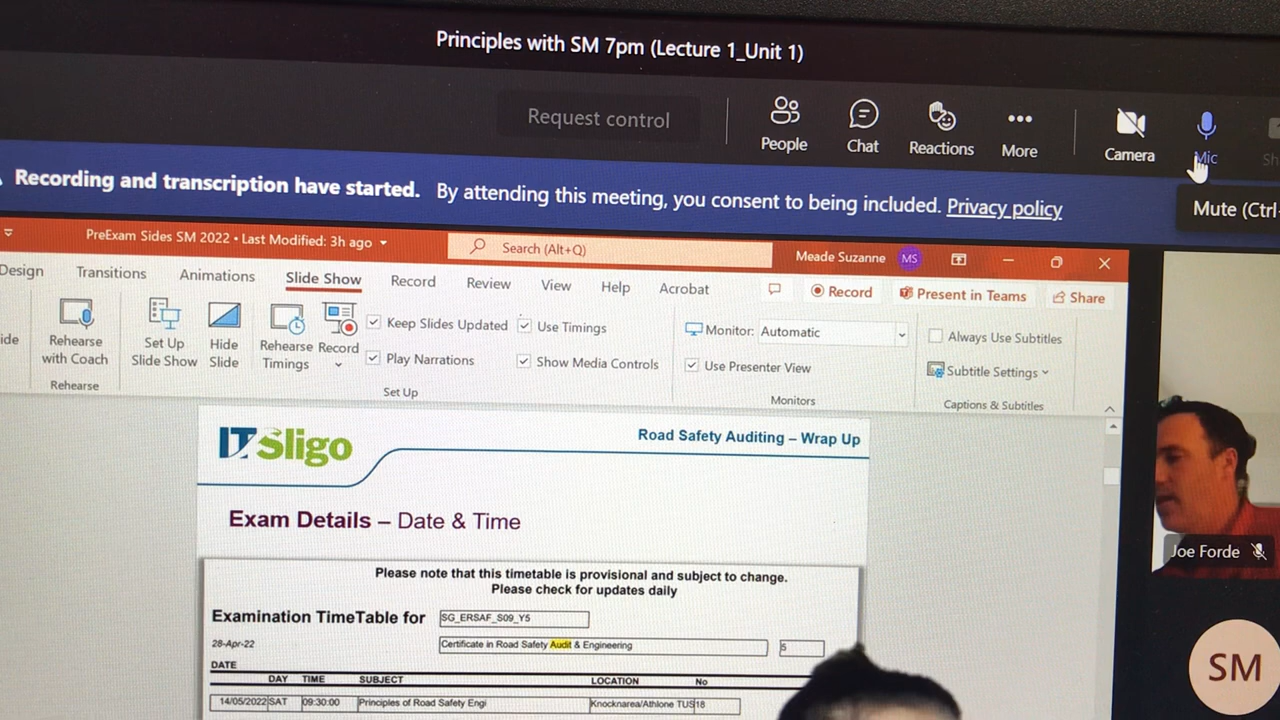 Principles with SM 7pm (Lecture 1_Unit 1)
Request control
People
Chat
Reactions
More
Camera
Mic
Sh
Recording and transcription have started. By attending this meeting, you consent to being included. Privacy policy
Mute (Ctrl
PreExam Sides SM 2022 • Last Modified: 3h ago
Search (Alt+Q)
Meade Suzanne
MS
Design
Transitions
Animations
Slide Show
Record
Review
View
Help
Acrobat
Record
Present in Teams
Share
ide
Rehearse
with Coach
Set Up
Slide Show
Hide
Slide
Rehearse
Timings
Record
Keep Slides Updated
Use Timings
Play Narrations
Show Media Controls
Monitor: Automatic
Use Presenter View
Always Use Subtitles
Subtitle Settings
Rehearse
Set Up
Monitors
Captions & Subtitles
IT Sligo
Road Safety Auditing – Wrap Up
Exam Details – Date & Time
Please note that this timetable is provisional and subject to change.
Please check for updates daily
Examination TimeTable for SG_ERSAF_S09_Y5
28-Apr-22 Certificate in Road Safety Audit & Engineering 5
DATE
DAY TIME SUBJECT LOCATION No
14/05/2022 SAT 09:30:00 Principles of Road Safety Engi Knocknarea/Athlone TUS 18
Joe Forde
SM